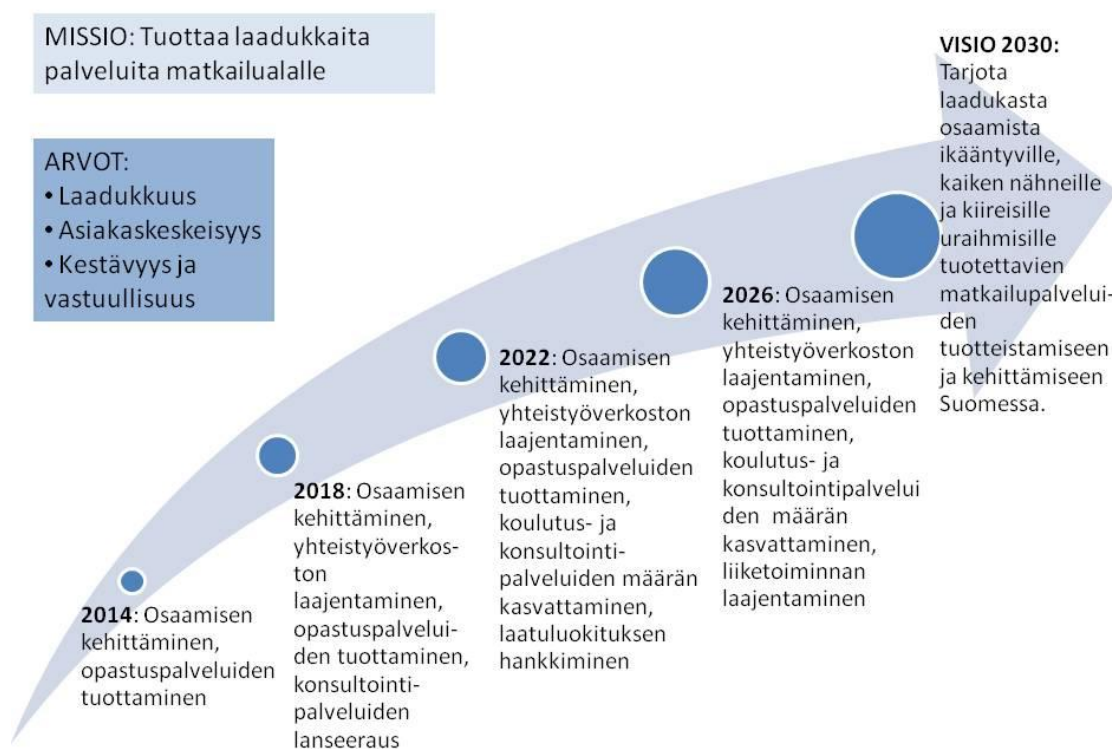 MISSIO: Tuottaa laadukkaita
palveluita matkailualalle
ARVOT:
• Laadukkuus
• Asiakaskeskeisyys
• Kestävyys ja
vastuullisuus
2014: Osaamisen
kehittäminen,
opastuspalveluiden
tuottaminen
2018: Osaamisen
kehittäminen,
yhteistyöverkos-
ton
laajentaminen,
opastuspalvelui-
den tuottaminen,
konsultointi-
palveluiden
lanseeraus
2022: Osaamisen
kehittäminen,
yhteistyöverkoston
laajentaminen,
opastuspalveluiden
tuottaminen,
koulutus- ja
konsultointi-
palveluiden määrän
kasvattaminen,
laatuluokituksen
hankkiminen
2026: Osaamisen
kehittäminen,
yhteistyöverkoston
laajentaminen,
opastuspalveluiden
tuottaminen,
koulutus- ja
konsultointipalvelui
den määrän
kasvattaminen,
liiketoiminnan
laajentaminen
VISIO 2030:
Tarjota
laadukasta
osaamista
ikääntyville,
kaiken nähneille
ja kiireisille
uraihmisille
tuotettavien
matkailupalvelui-
den
tuotteistamiseen
ja kehittämiseen
Suomessa.